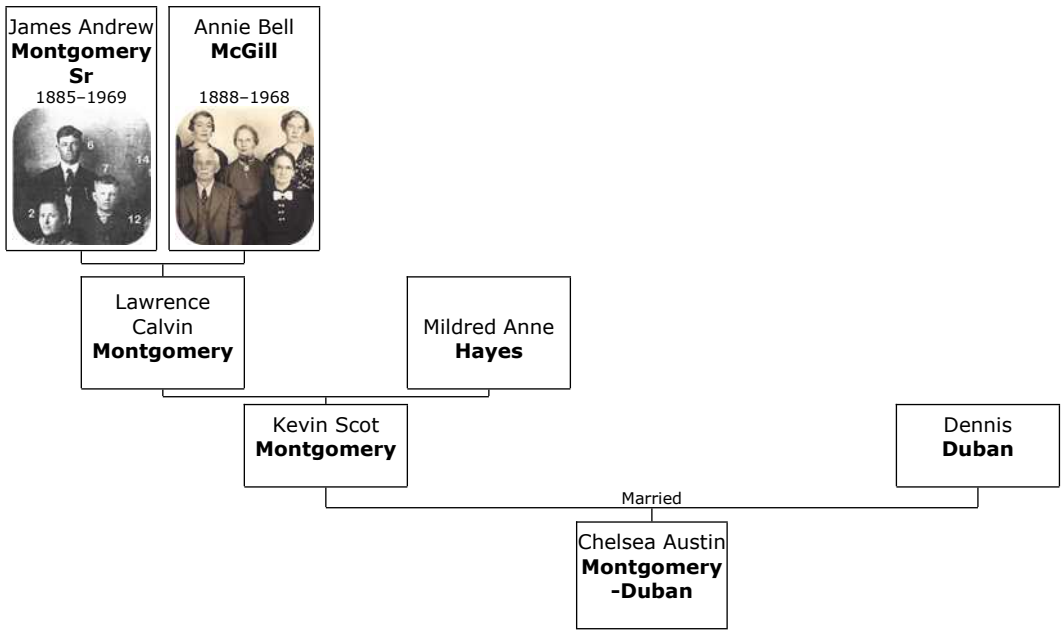 James Andrew
Montgomery
Sr
1885–1969
Annie Bell
McGill
1888–1968
6
14
7
2
12
Lawrence
Calvin
Montgomery
Mildred Anne
Hayes
Kevin Scot
Montgomery
Dennis
Duban
Married
Chelsea Austin
Montgomery
-Duban